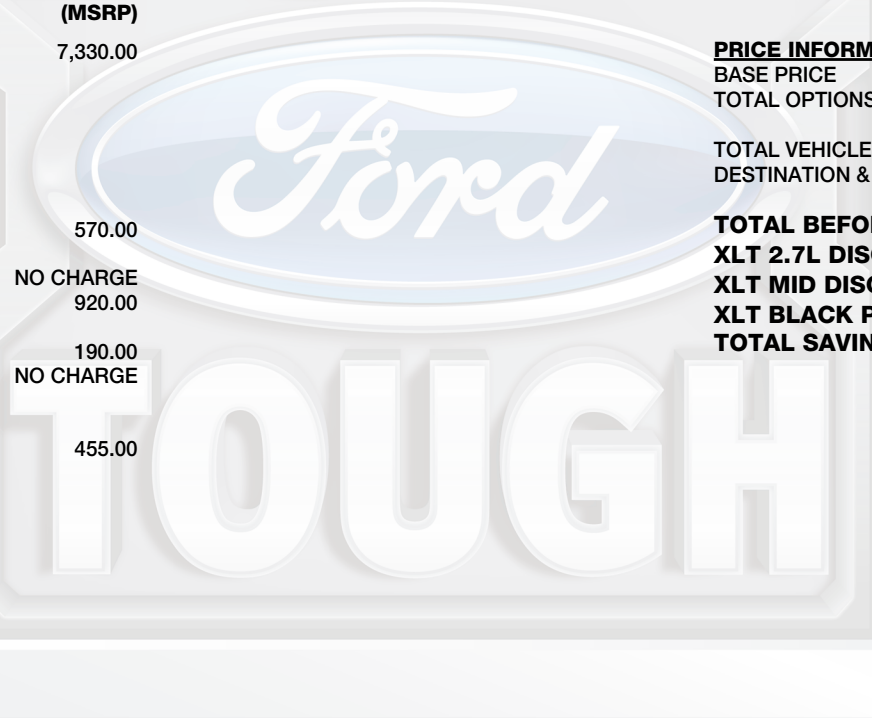 (MSRP)
7,330.00
570.00
NO CHARGE
920.00
190.00
NO CHARGE
455.00
PRICE INFORM
BASE PRICE
TOTAL OPTIONS
TOTAL VEHICLE
DESTINATION &
TOTAL BEFO
XLT 2.7L DISC
XLT MID DISC
XLT BLACK P
TOTAL SAVIN
Ford
TOUGH